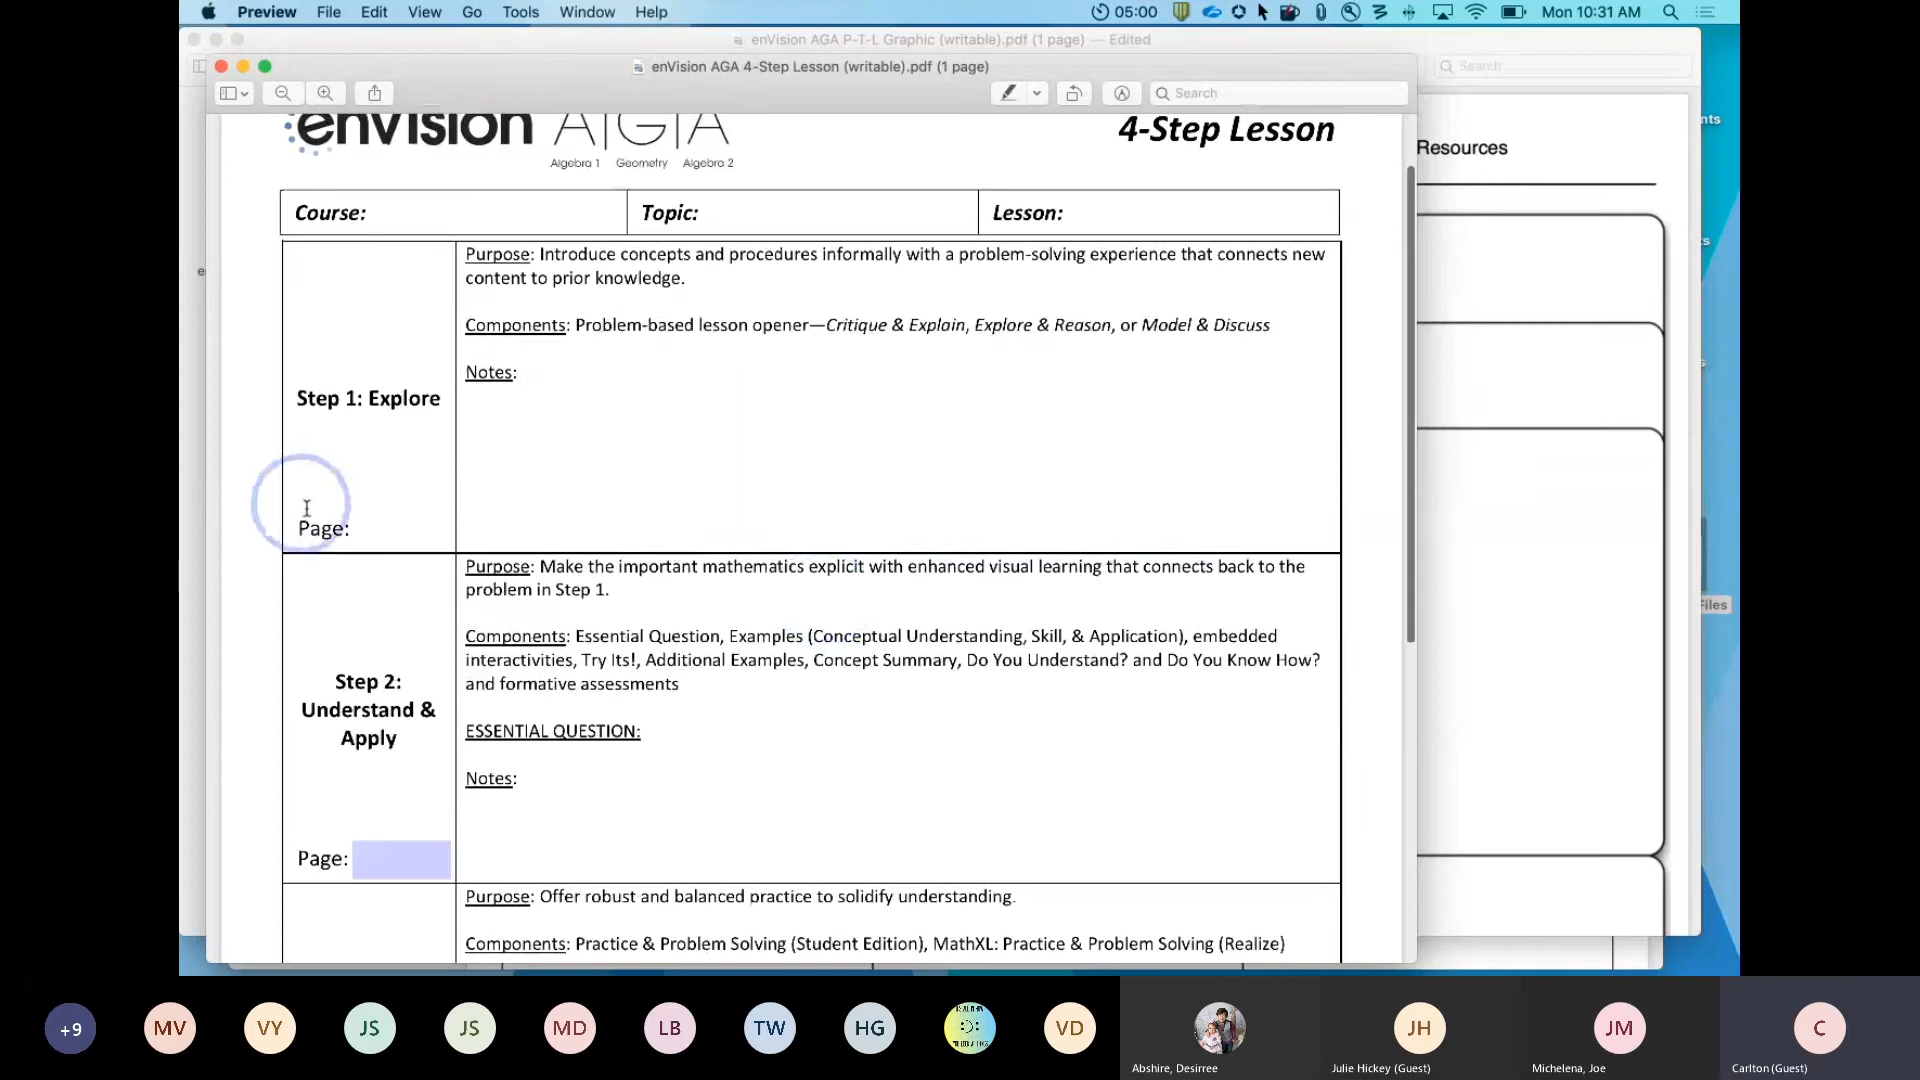 Preview File Edit View Go Tools Window Help 05:00 Mon 10:31 AM
enVision AGA P-T-L Graphic (writable).pdf (1 page) — Edited
enVision AGA 4-Step Lesson (writable).pdf (1 page)
Search
Search
enVision A|G|A
4-Step Lesson
Algebra 1 Geometry Algebra 2
Resources
Course: Topic: Lesson:
Purpose: Introduce concepts and procedures informally with a problem-solving experience that connects new
content to prior knowledge.
Components: Problem-based lesson opener—Critique & Explain, Explore & Reason, or Model & Discuss
Notes:
Step 1: Explore
Page:
Purpose: Make the important mathematics explicit with enhanced visual learning that connects back to the
problem in Step 1.
Components: Essential Question, Examples (Conceptual Understanding, Skill, & Application), embedded
interactivities, Try Its!, Additional Examples, Concept Summary, Do You Understand? and Do You Know How?
and formative assessments
Step 2:
Understand &
Apply
ESSENTIAL QUESTION:
Notes:
Page:
Files
Purpose: Offer robust and balanced practice to solidify understanding.
Components: Practice & Problem Solving (Student Edition), MathXL: Practice & Problem Solving (Realize)
+9 MV VY JS JS MD LB TW HG VD JH JM C
Abshire, Desirree Julie Hickey (Guest) Michelena, Joe Carlton (Guest)